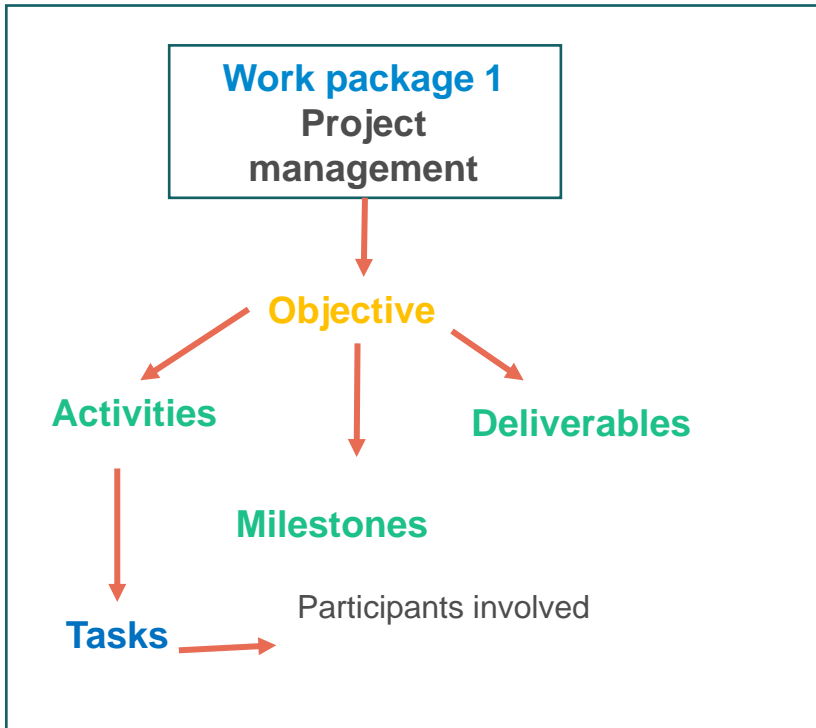 Work package 1
Project
management
Objective
Activities
Deliverables
Milestones
Participants involved
Tasks